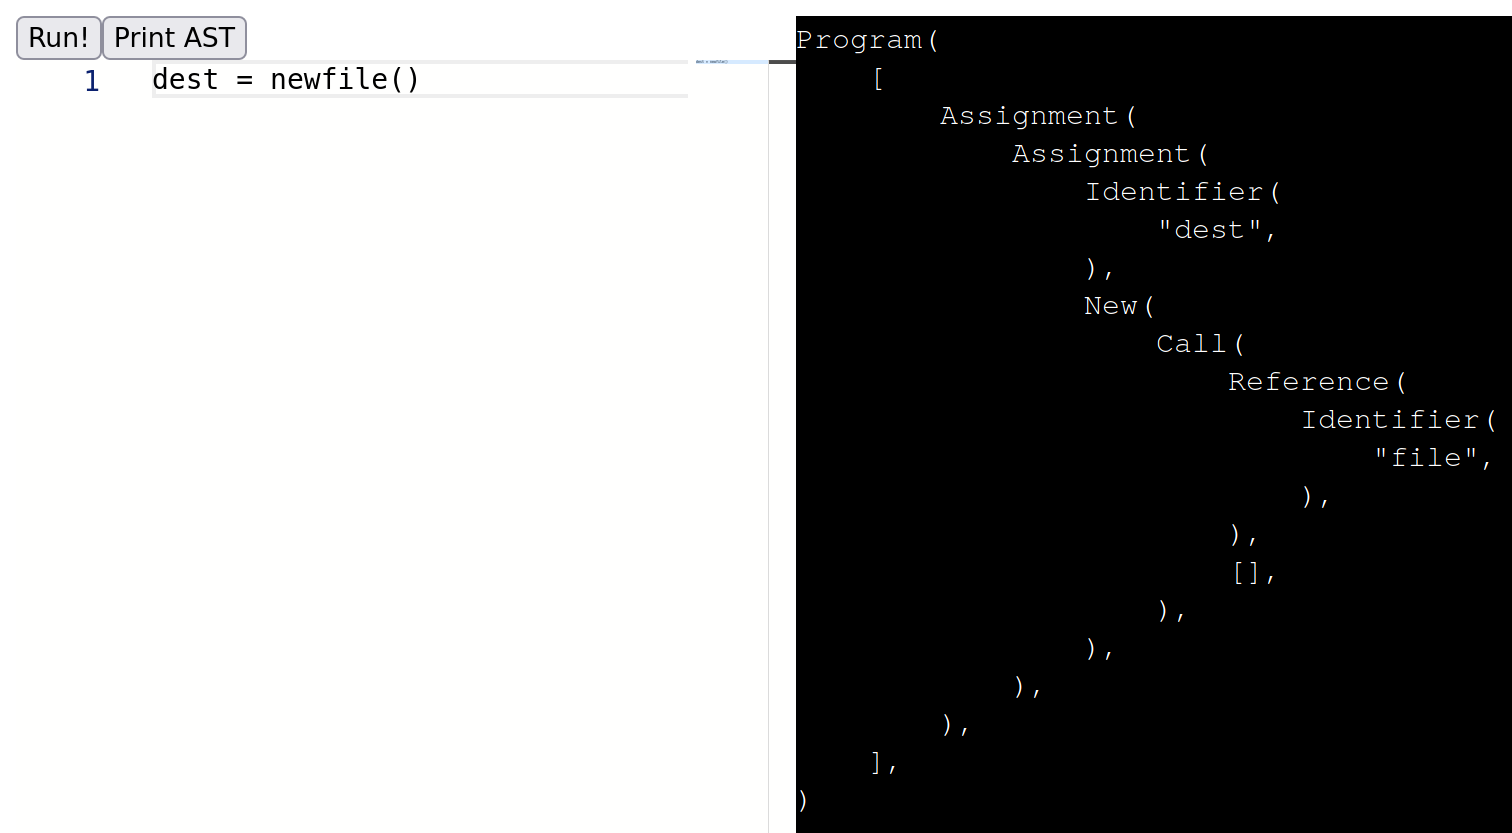 Run! Print AST
1 dest = newfile()
Program(
    [
        Assignment(
            Assignment(
                Identifier(
                    "dest",
                ),
                New(
                    Call(
                        Reference(
                            Identifier(
                                "file",
                            ),
                        ),
                        [],
                    ),
                ),
            ),
        ),
    ],
)